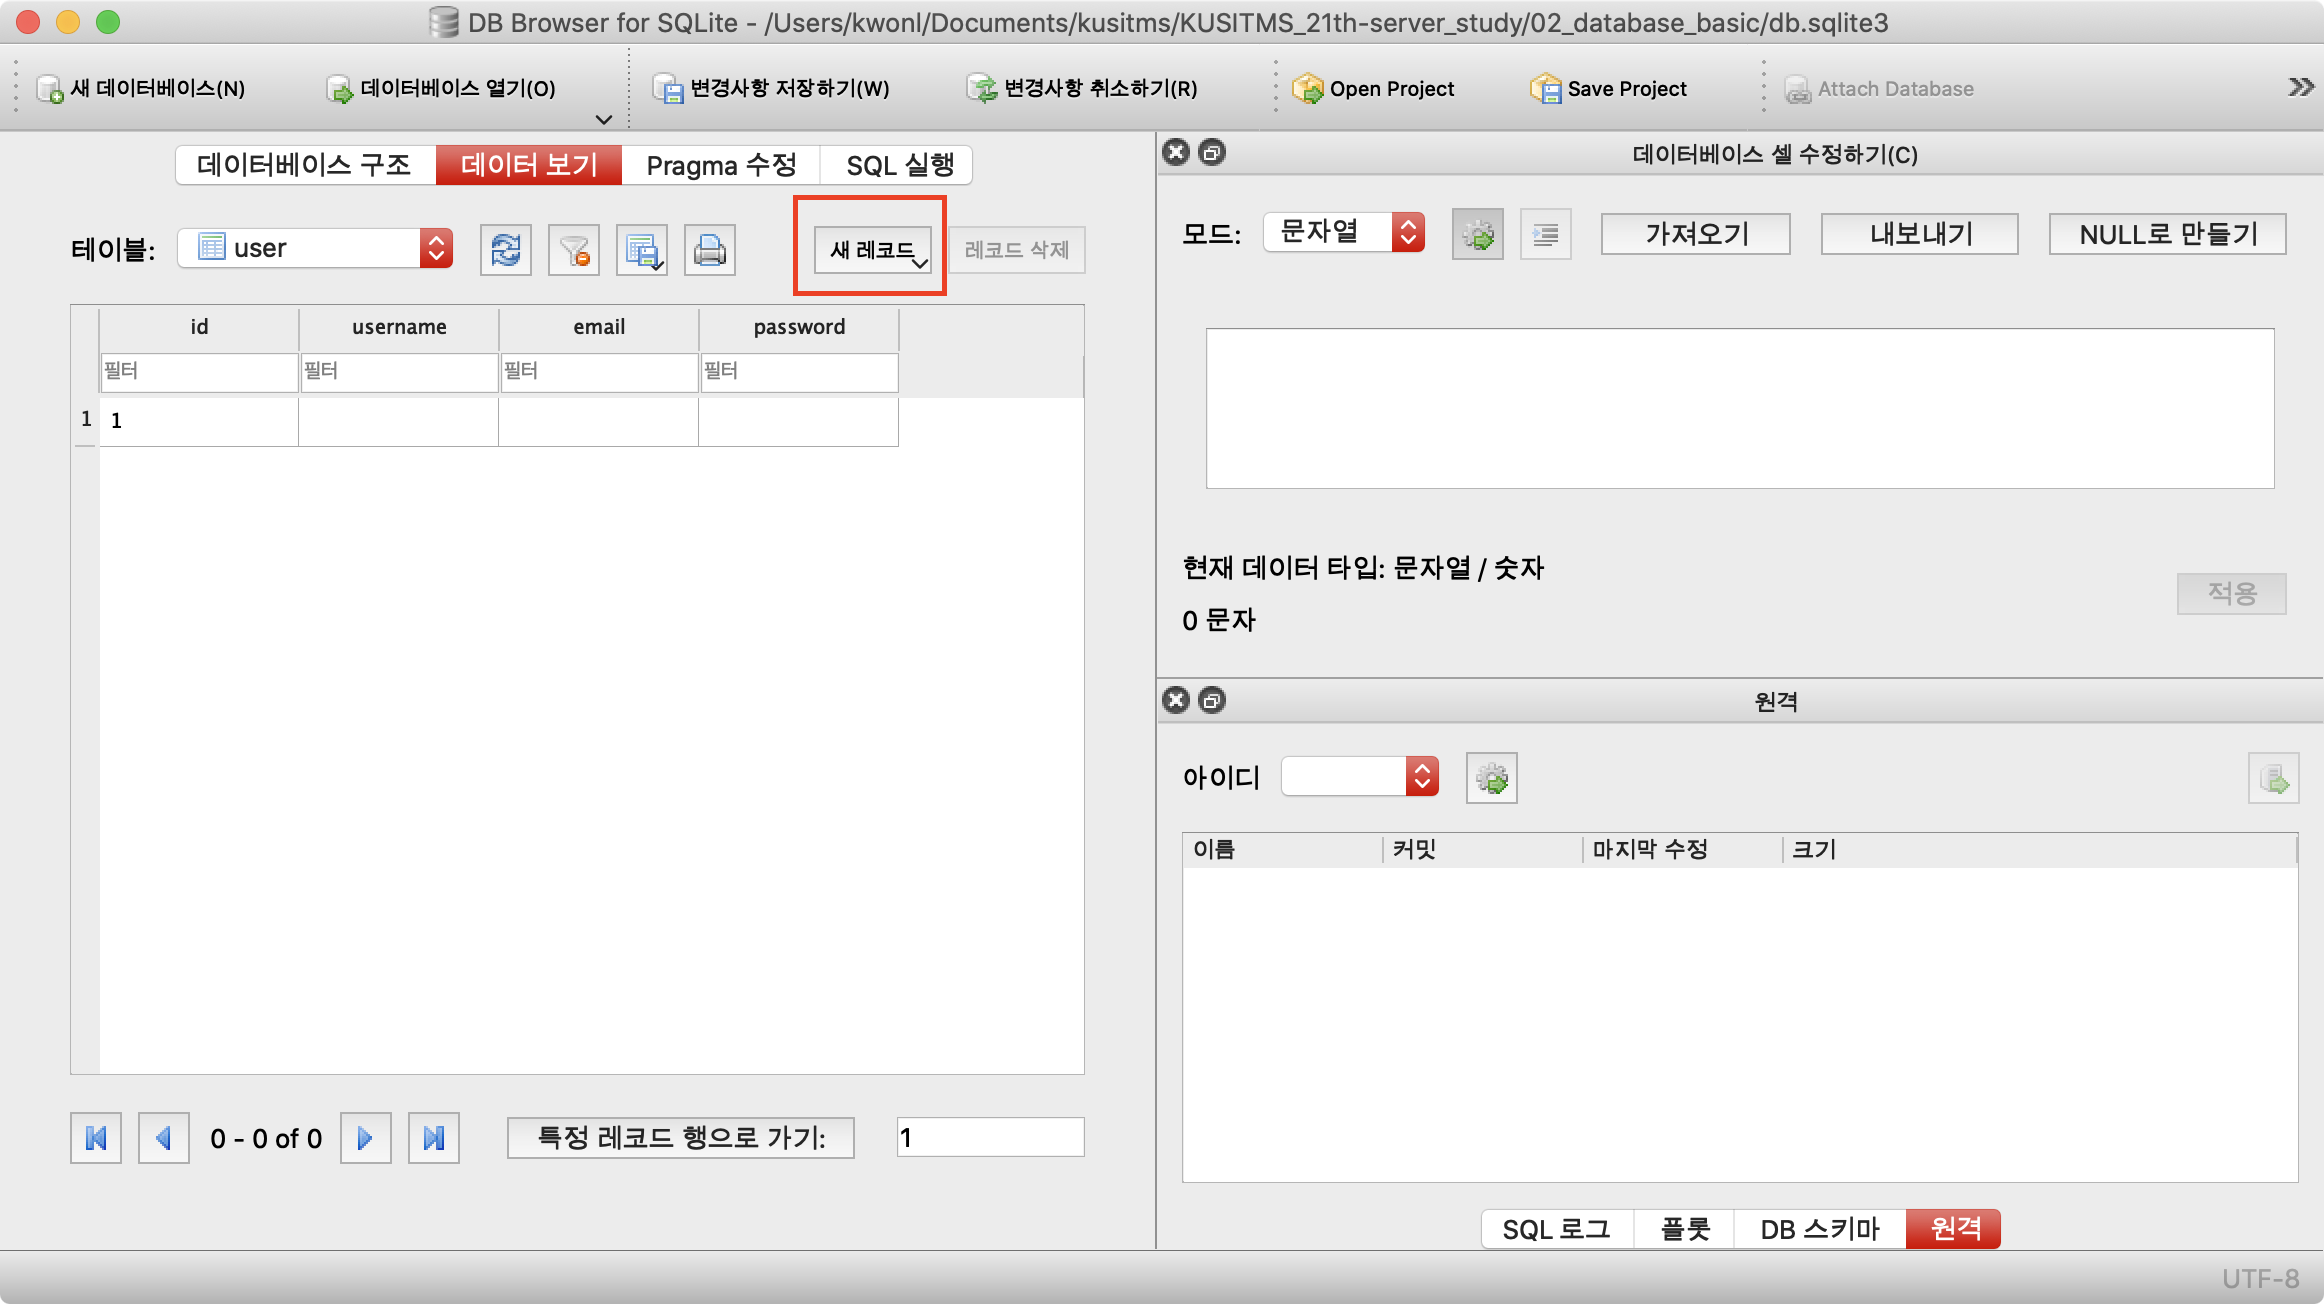 DB Browser for SQLite - /Users/kwonl/Documents/kusitms/KUSITMS_21th-server_study/02_database_basic/db.sqlite3
새 데이터베이스(N)
데이터베이스 열기(O)
변경사항 저장하기(W)
변경사항 취소하기(R)
Open Project
Save Project
Attach Database
데이터베이스 구조
데이터 보기
Pragma 수정
SQL 실행
테이블:
user
새 레코드
레코드 삭제
id
username
email
password
필터
필터
필터
필터
1
1
0 - 0 of 0
특정 레코드 행으로 가기:
1
데이터베이스 셀 수정하기(C)
모드:
문자열
가져오기
내보내기
NULL로 만들기
현재 데이터 타입: 문자열 / 숫자
0 문자
적용
원격
아이디
이름
커밋
마지막 수정
크기
SQL 로그
플롯
DB 스키마
원격
UTF-8